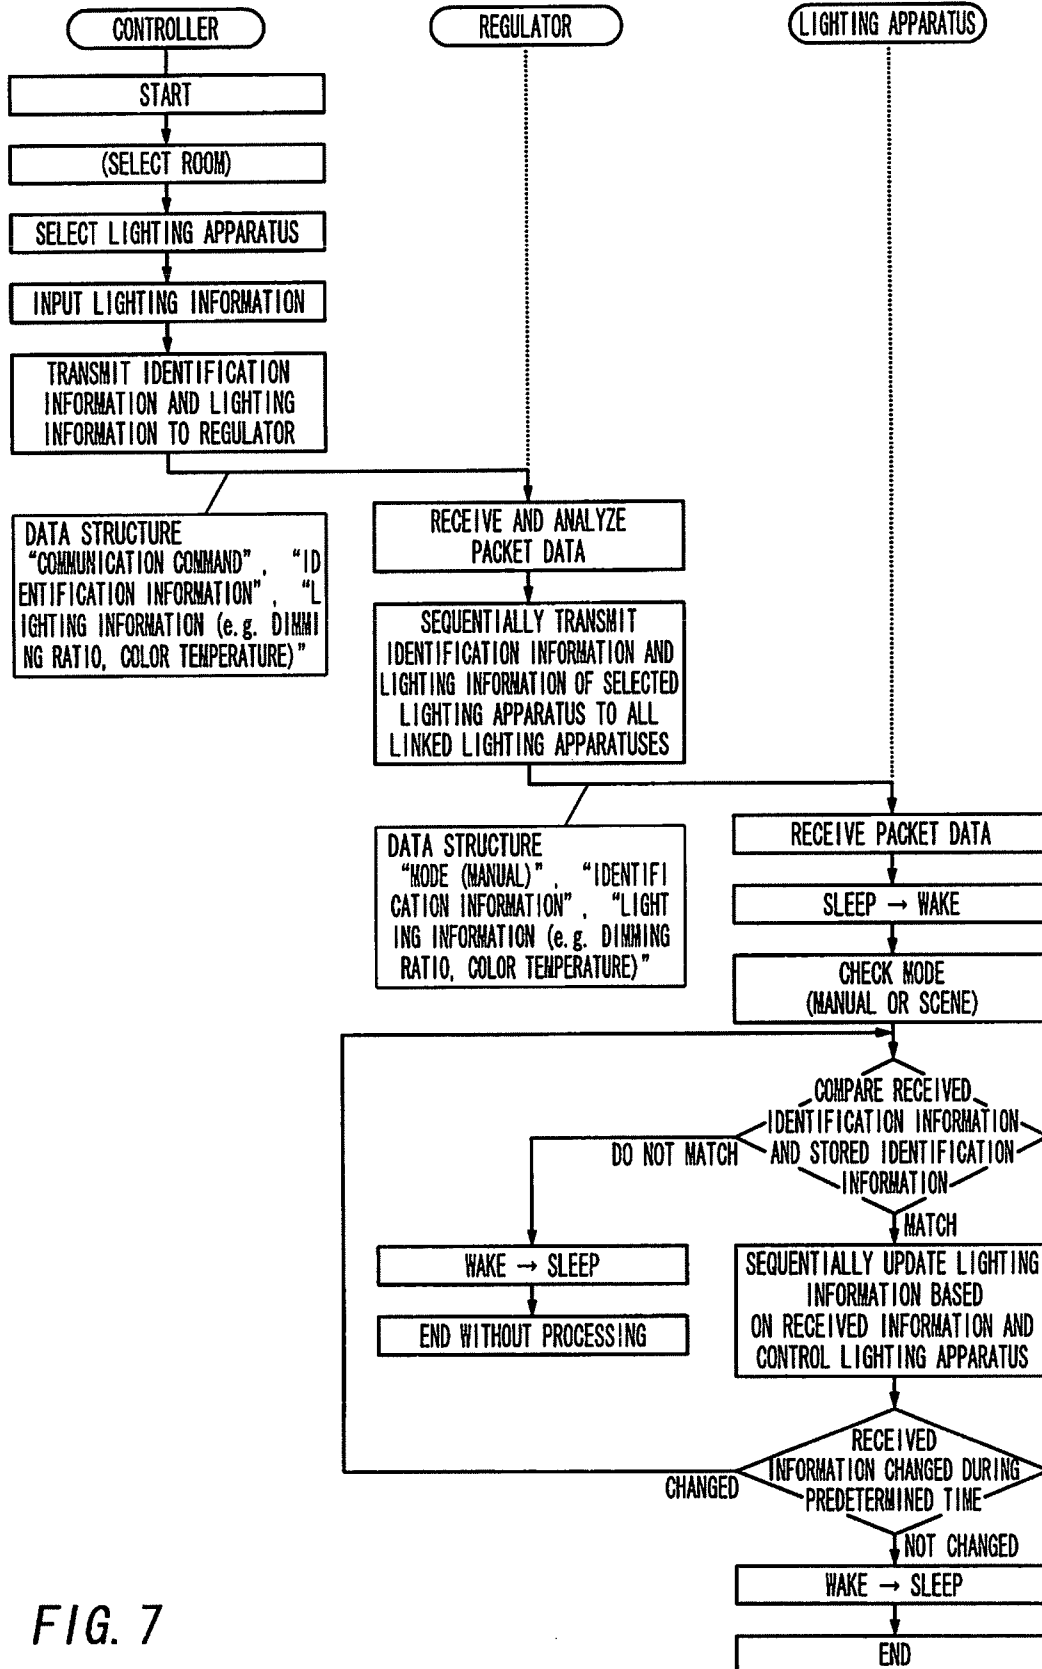 CONTROLLER
REGULATOR
LIGHTING APPARATUS
START
(SELECT ROOM)
SELECT LIGHTING APPARATUS
INPUT LIGHTING INFORMATION
TRANSMIT IDENTIFICATION
INFORMATION AND LIGHTING
INFORMATION TO REGULATOR
DATA STRUCTURE
"COMMUNICATION COMMAND", "ID
ENTIFICATION INFORMATION", "L
IGHTING INFORMATION (e.g. DIMMI
NG RATIO, COLOR TEMPERATURE)"
RECEIVE AND ANALYZE
PACKET DATA
SEQUENTIALLY TRANSMIT
IDENTIFICATION INFORMATION AND
LIGHTING INFORMATION OF SELECTED
LIGHTING APPARATUS TO ALL
LINKED LIGHTING APPARATUSES
DATA STRUCTURE
"MODE (MANUAL)", "IDENTIFI
CATION INFORMATION", "LIGHT
ING INFORMATION (e.g. DIMMING
RATIO, COLOR TEMPERATURE)"
RECEIVE PACKET DATA
SLEEP → WAKE
CHECK MODE
(MANUAL OR SCENE)
COMPARE RECEIVED
IDENTIFICATION INFORMATION
AND STORED IDENTIFICATION
INFORMATION
DO NOT MATCH
MATCH
WAKE → SLEEP
END WITHOUT PROCESSING
SEQUENTIALLY UPDATE LIGHTING
INFORMATION BASED
ON RECEIVED INFORMATION AND
CONTROL LIGHTING APPARATUS
RECEIVED
INFORMATION CHANGED DURING
PREDETERMINED TIME
CHANGED
NOT CHANGED
WAKE → SLEEP
END
FIG. 7